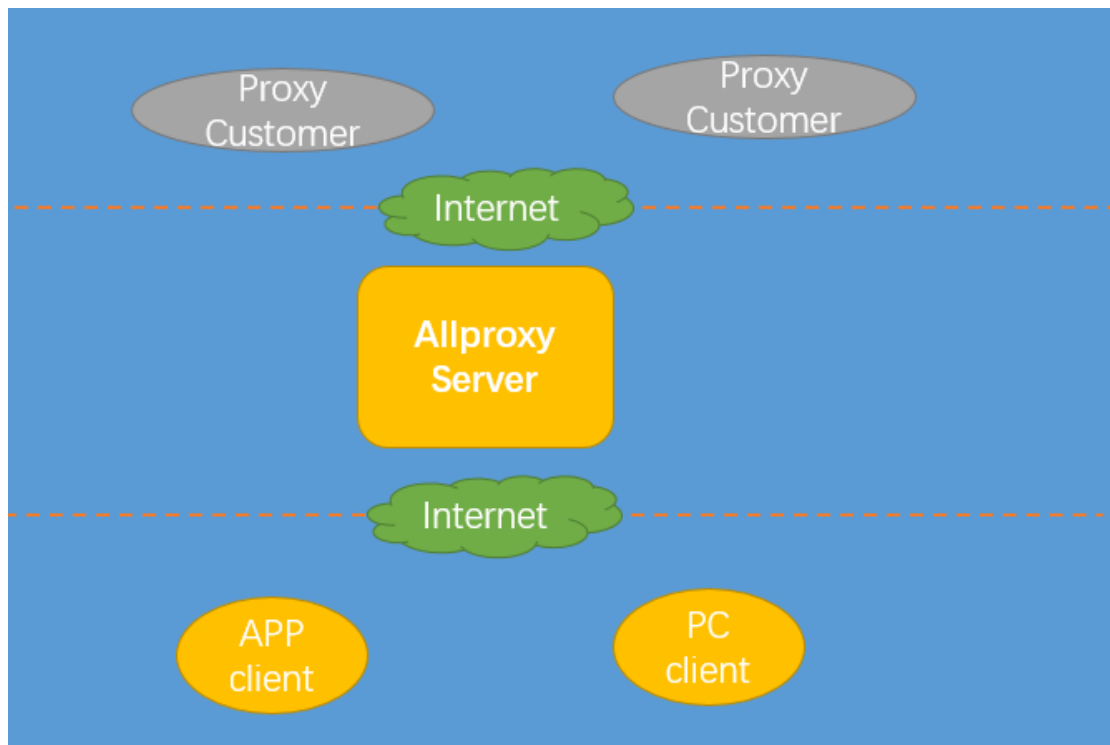 Proxy
Customer
Proxy
Customer
Internet
Allproxy
Server
Internet
APP
client
PC
client